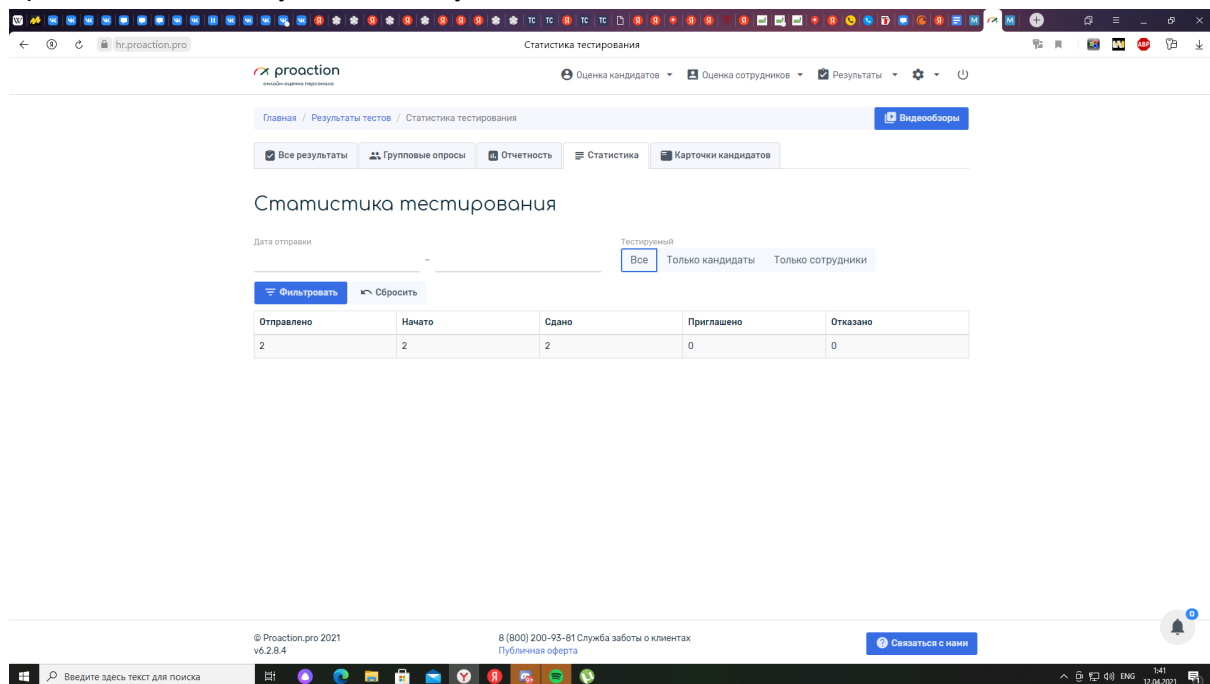 hr.proaction.pro
Статистика тестирования
proaction
онлайн-оценка персонала
Оценка кандидатов
Оценка сотрудников
Результаты
Главная / Результаты тестов / Статистика тестирования
Видеообзоры
Все результаты
Групповые опросы
Отчетность
Статистика
Карточки кандидатов
Статистика тестирования
Дата отправки
Тестируемый
-
Все
Только кандидаты
Только сотрудники
Фильтровать
Сбросить
Отправлено Начато Сдано Приглашено Отказано
2 2 2 0 0
0
© Proaction.pro 2021
v6.2.8.4
8 (800) 200-93-81 Служба заботы о клиентах
Публичная оферта
Связаться с нами
Введите здесь текст для поиска
ENG
1:41
12.04.2021